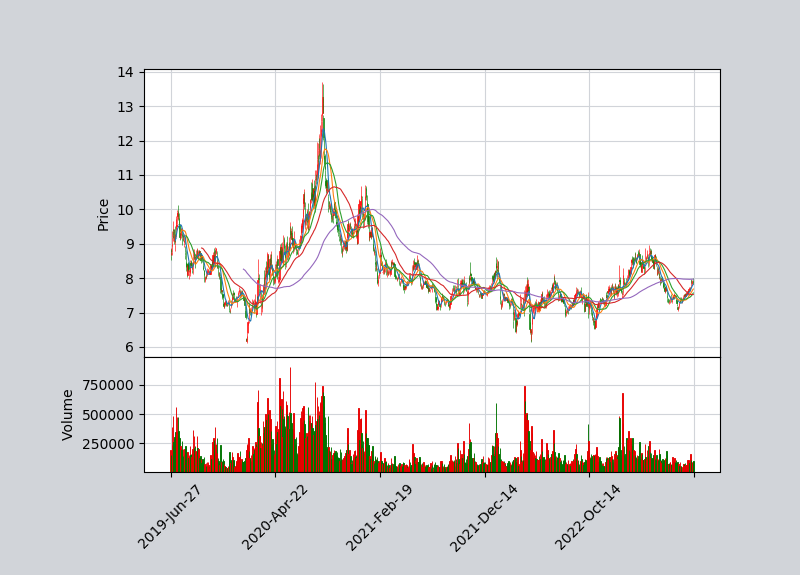 14
13
12
11
10
9
8
7
6
Price
750000
500000
250000
Volume
2019-Jun-27
2020-Apr-22
2021-Feb-19
2021-Dec-14
2022-Oct-14